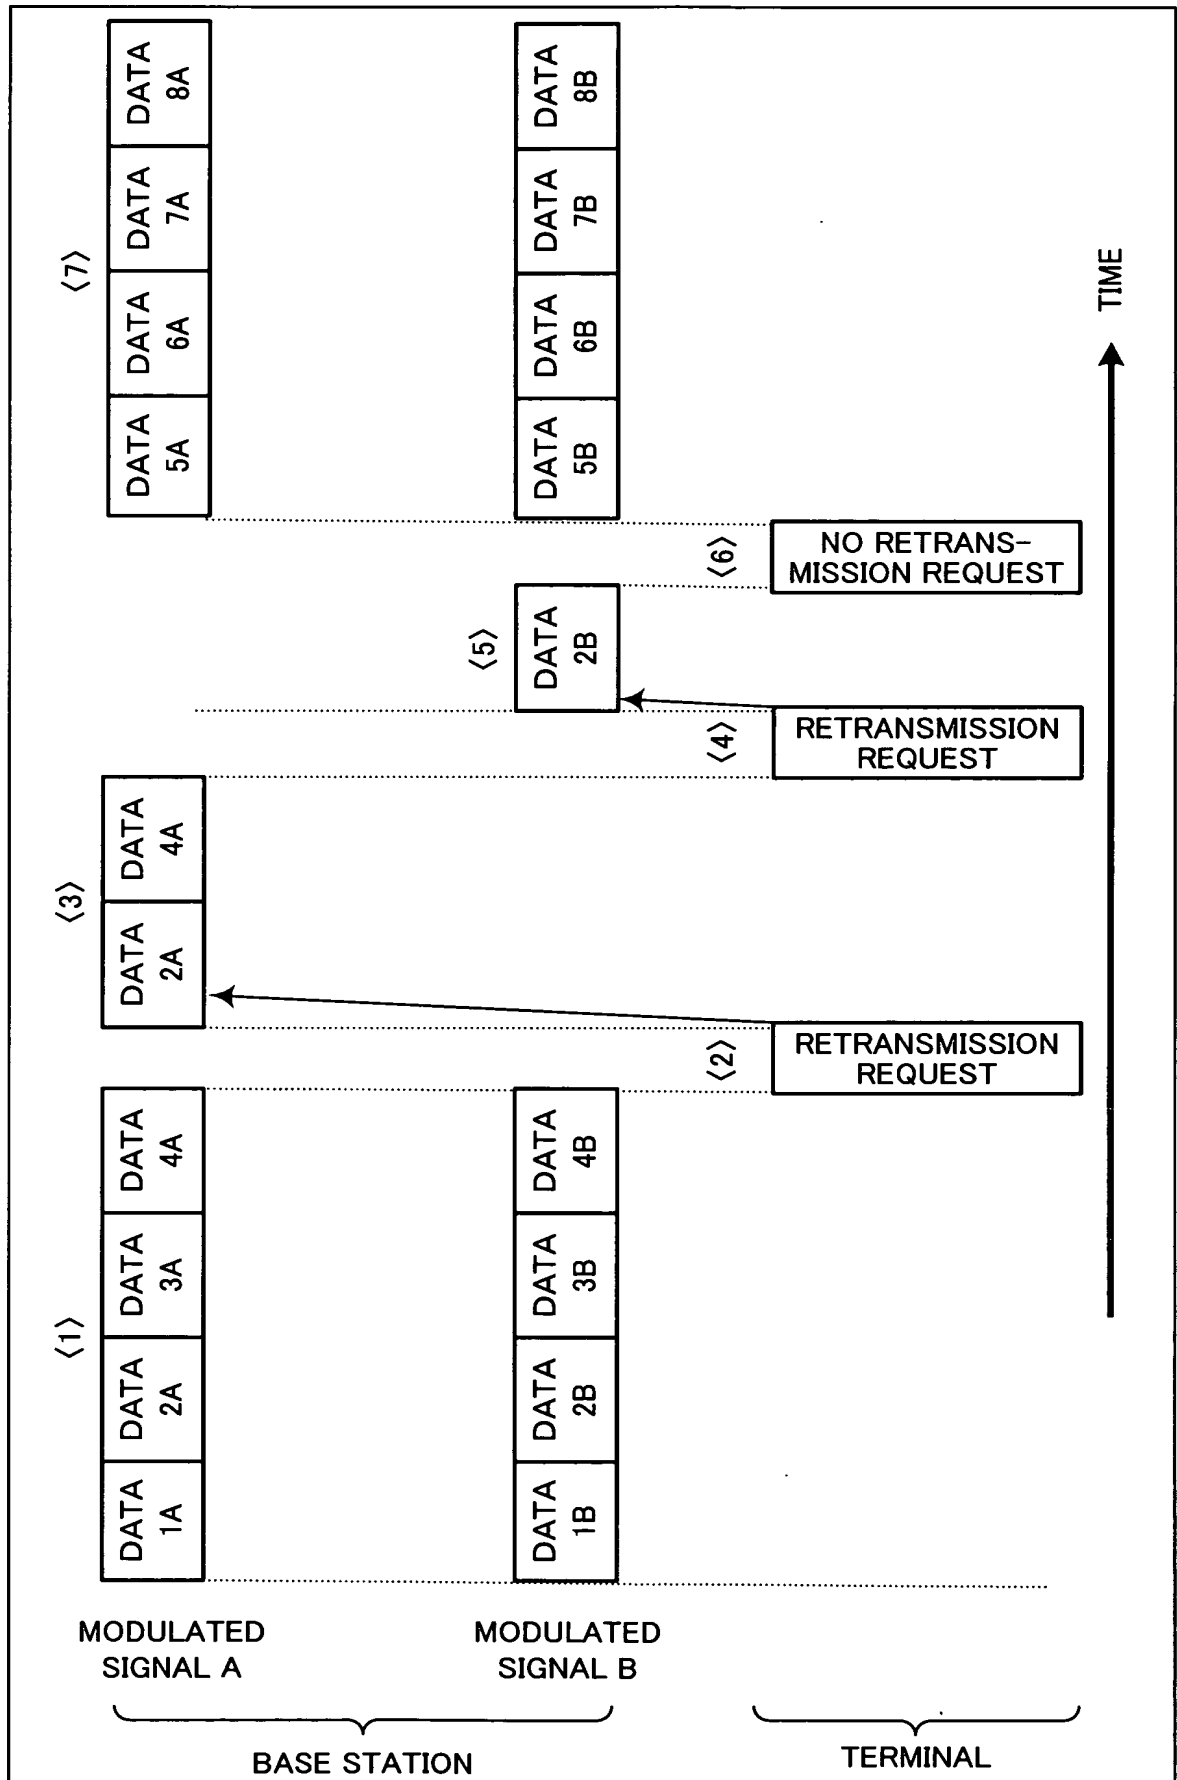 ⟨7⟩
DATA
8A
DATA
7A
DATA
6A
DATA
5A
DATA
8B
DATA
7B
DATA
6B
DATA
5B
TIME
⟨6⟩
NO RETRANS-
MISSION REQUEST
⟨5⟩
DATA
2B
⟨4⟩
RETRANSMISSION
REQUEST
⟨3⟩
DATA
4A
DATA
2A
⟨2⟩
RETRANSMISSION
REQUEST
⟨1⟩
DATA
4A
DATA
3A
DATA
2A
DATA
1A
DATA
4B
DATA
3B
DATA
2B
DATA
1B
MODULATED
SIGNAL A
MODULATED
SIGNAL B
BASE STATION
TERMINAL